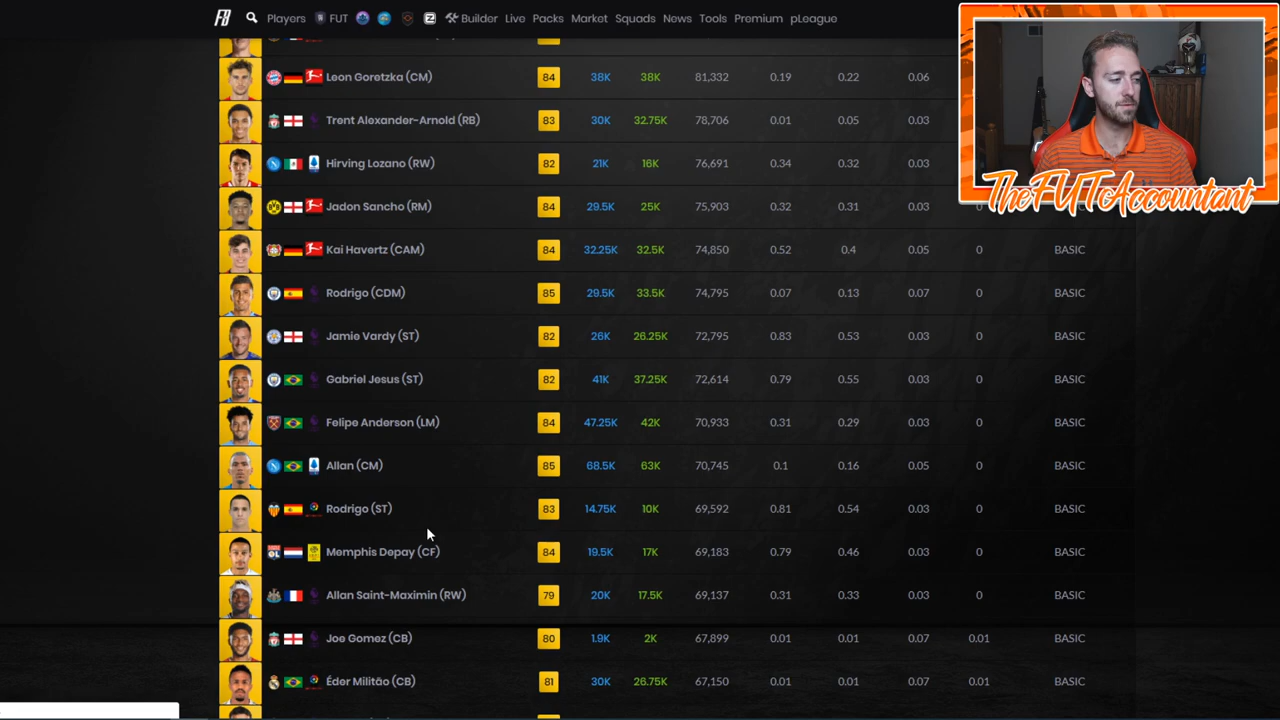 FB Players FUT Builder Live Packs Market Squads News Tools Premium pLeague
Leon Goretzka (CM) 84 38K 38K 81,332 0.19 0.22 0.06
Trent Alexander-Arnold (RB) 83 30K 32.75K 78,706 0.01 0.05 0.03
Hirving Lozano (RW) 82 21K 16K 76,691 0.34 0.32 0.03
Jadon Sancho (RM) 84 29.5K 25K 75,903 0.32 0.31 0.03
TheFUTAccountant
Kai Havertz (CAM) 84 32.25K 32.5K 74,850 0.52 0.4 0.05 0 BASIC
Rodrigo (CDM) 85 29.5K 33.5K 74,795 0.07 0.13 0.07 0 BASIC
Jamie Vardy (ST) 82 26K 26.25K 72,795 0.83 0.53 0.03 0 BASIC
Gabriel Jesus (ST) 82 41K 37.25K 72,614 0.79 0.55 0.03 0 BASIC
Felipe Anderson (LM) 84 47.25K 42K 70,933 0.31 0.29 0.03 0 BASIC
Allan (CM) 85 68.5K 63K 70,745 0.1 0.16 0.05 0 BASIC
Rodrigo (ST) 83 14.75K 10K 69,592 0.81 0.54 0.03 0 BASIC
Memphis Depay (CF) 84 19.5K 17K 69,183 0.79 0.46 0.03 0 BASIC
Allan Saint-Maximin (RW) 79 20K 17.5K 69,137 0.31 0.33 0.03 0 BASIC
Joe Gomez (CB) 80 1.9K 2K 67,899 0.01 0.01 0.07 0.01 BASIC
Éder Militão (CB) 81 30K 26.75K 67,150 0.01 0.01 0.07 0.01 BASIC